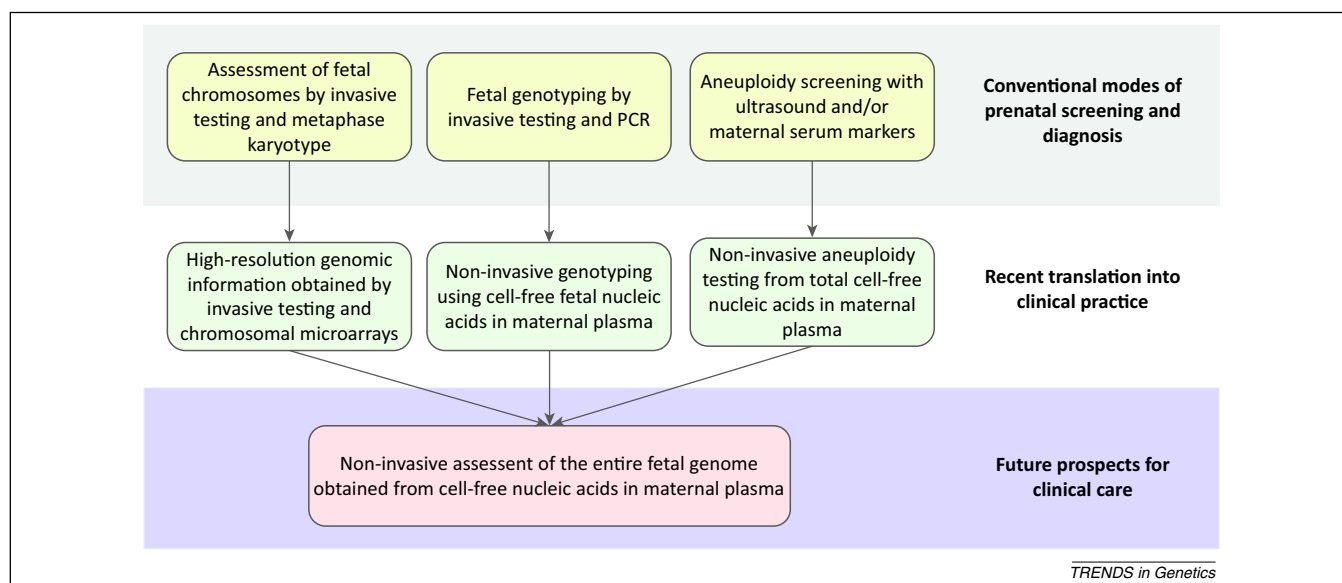 Assessment of fetal
chromosomes by invasive
testing and metaphase
karyotype
Fetal genotyping by
invasive testing and PCR
Aneuploidy screening with
ultrasound and/or
maternal serum markers
Conventional modes of
prenatal screening and
diagnosis
High-resolution genomic
information obtained by
invasive testing and
chromosomal microarrays
Non-invasive genotyping
using cell-free fetal nucleic
acids in maternal plasma
Non-invasive aneuploidy
testing from total cell-free
nucleic acids in maternal
plasma
Recent translation into
clinical practice
Non-invasive assessent of the entire fetal genome
obtained from cell-free nucleic acids in maternal plasma
Future prospects for
clinical care
TRENDS in Genetics